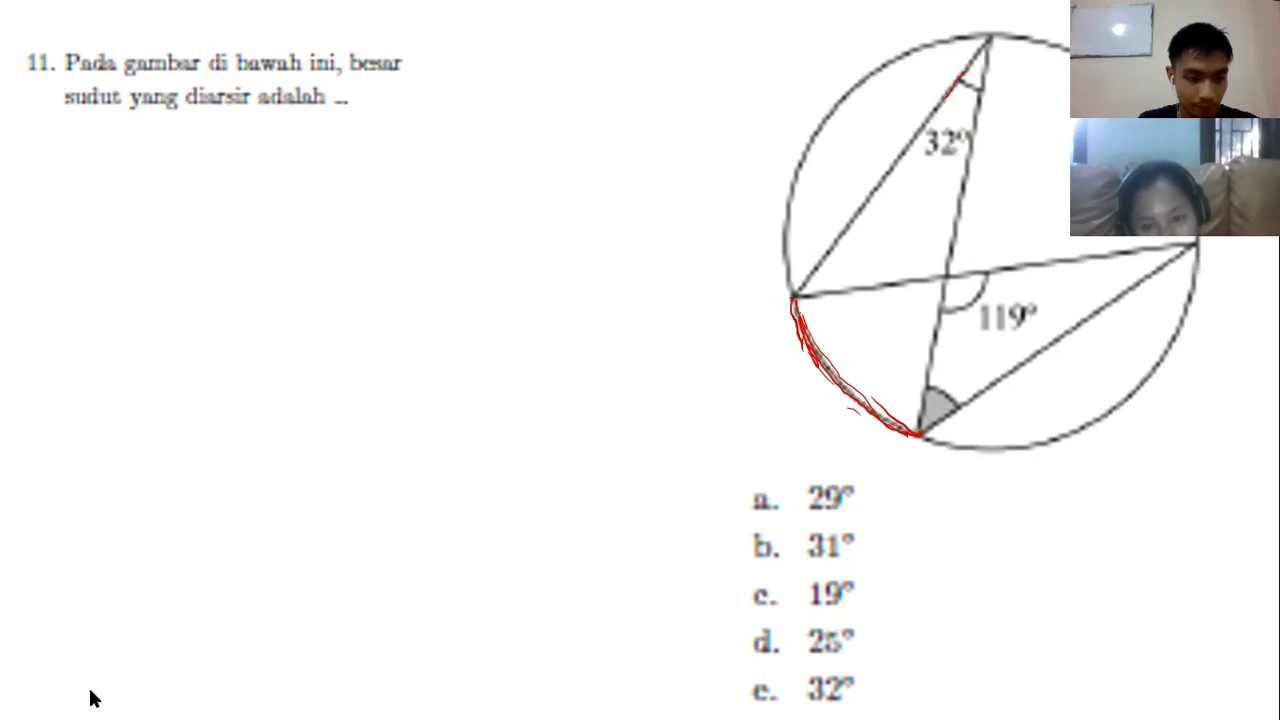 11. Pada gambar di bawah ini, besar
sudut yang diarsir adalah ...
32°
119°
a. 29°
b. 31°
c. 19°
d. 25°
e. 32°